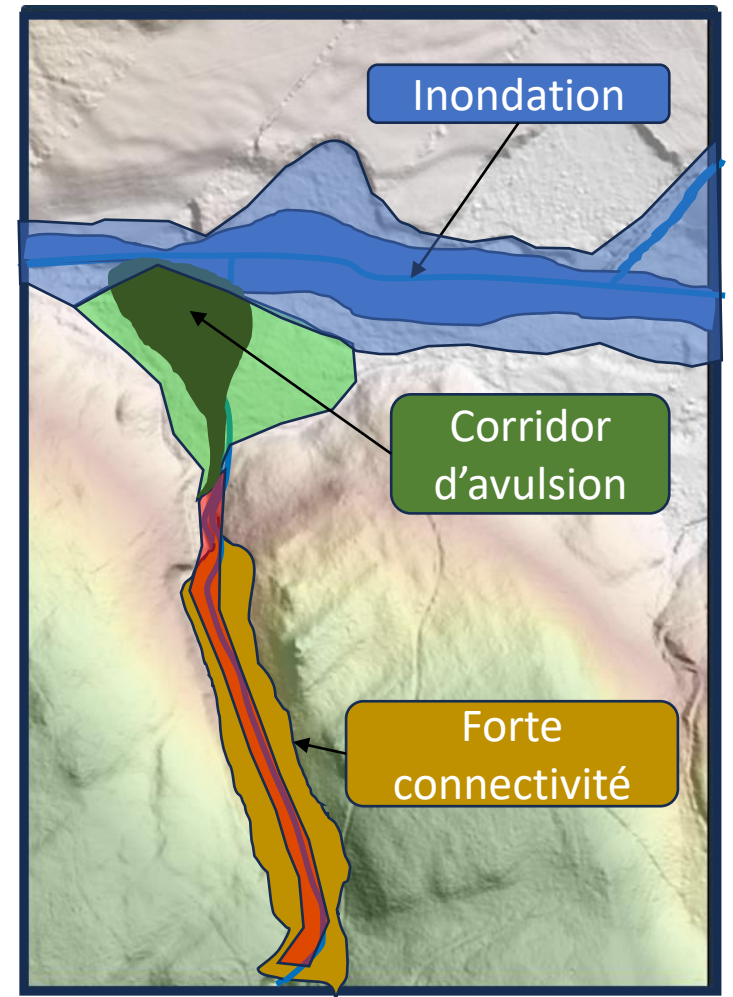 Inondation
Corridor
d’avulsion
Forte
connectivité